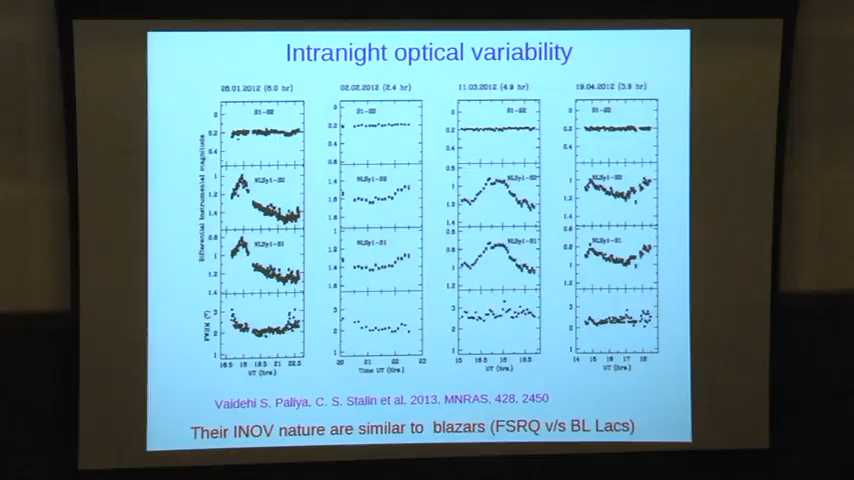 Intranight optical variability
26.01.2012 (6.0 hr) 02.02.2012 (2.4 hr) 11.03.2012 (4.9 hr) 19.04.2012 (3.9 hr)
S1-S2 S1-S2 S1-S2 S1-S2
NLSy1-S2 NLSy1-S2 NLSy1-S2 NLSy1-S2
NLSy1-S1 NLSy1-S1 NLSy1-S1 NLSy1-S1
Differential Instrumental magnitude
FWHM (")
UT (hrs.) Time UT (Hrs.) UT (hrs.) UT (hrs.)
Vaidehi S. Paliya, C. S. Stalin et al. 2013, MNRAS, 428, 2450
Their INOV nature are similar to blazars (FSRQ v/s BL Lacs)